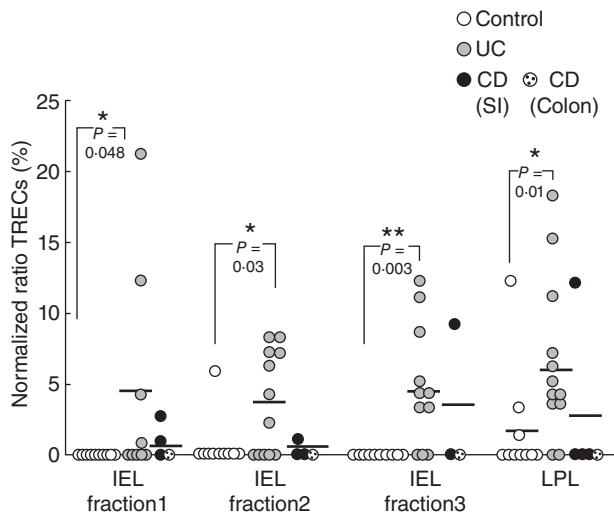 Control
UC
CD CD
(SI) (Colon)
Normalized ratio TRECs (%)
25
20
15
10
5
0
*
P =
0·048
*
P =
0·03
**
P =
0·003
*
P =
0·01
IEL IEL IEL LPL
fraction1 fraction2 fraction3